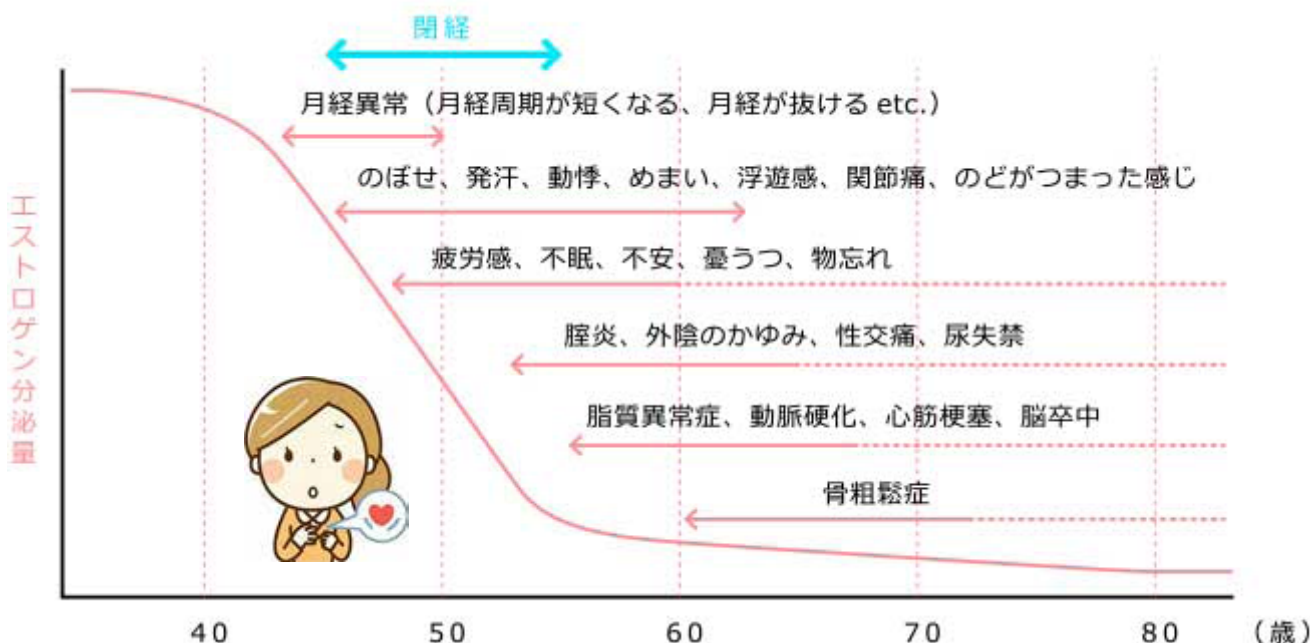 閉経
月経異常（月経周期が短くなる、月経が抜ける etc.）
のぼせ、発汗、動悸、めまい、浮遊感、関節痛、のどがつまった感じ
疲労感、不眠、不安、憂うつ、物忘れ
腟炎、外陰のかゆみ、性交痛、尿失禁
脂質異常症、動脈硬化、心筋梗塞、脳卒中
骨粗鬆症
エストロゲン分泌量
40 50 60 70 80 （歳）